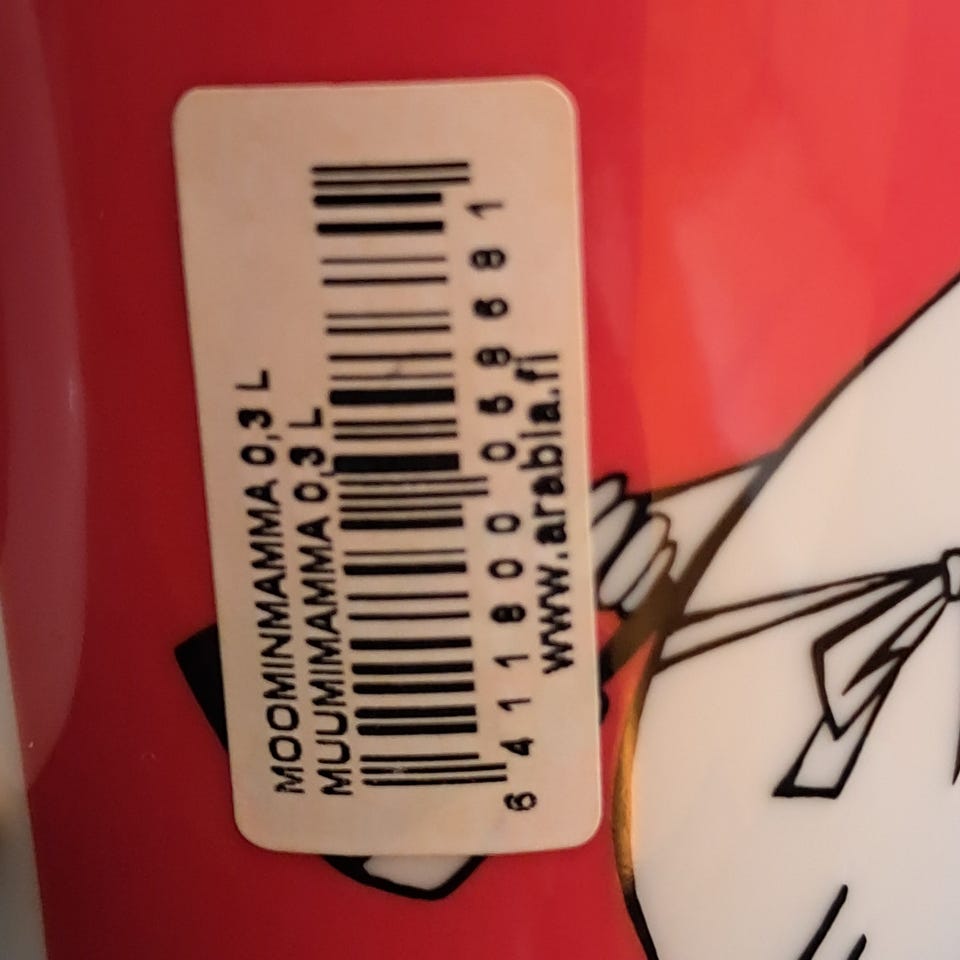 MOOMINMAMMA 0,3 L
MUUMIMAMMA 0,3 L
6 411800 058681
www.arabia.fi